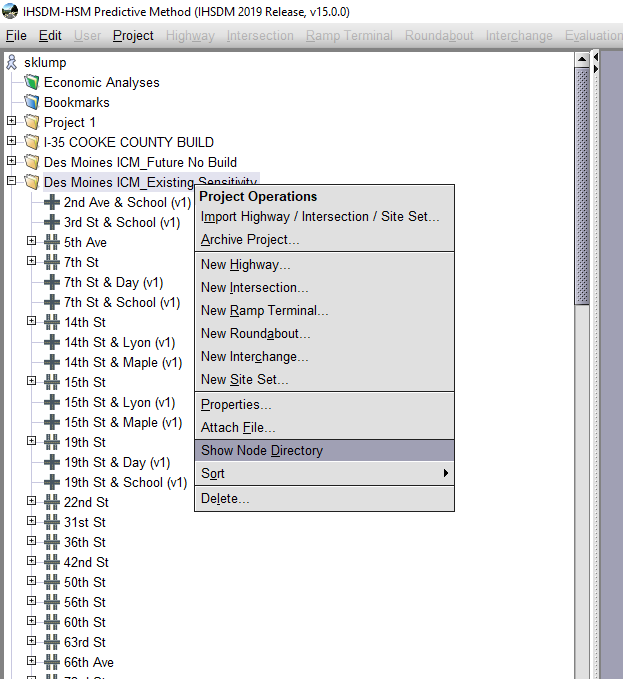 IHSDM-HSM Predictive Method (IHSDM 2019 Release, v15.0.0)
File Edit User Project Highway Intersection Ramp Terminal Roundabout Interchange Evaluation
sklump
Economic Analyses
Bookmarks
Project 1
I-35 COOKE COUNTY BUILD
Des Moines ICM_Future No Build
Des Moines ICM_Existing Sensitivity
2nd Ave & School (v1)
3rd St & School (v1)
5th Ave
7th St
7th St & Day (v1)
7th St & School (v1)
14th St
14th St & Lyon (v1)
14th St & Maple (v1)
15th St
15th St & Lyon (v1)
15th St & Maple (v1)
19th St
19th St & Day (v1)
19th St & School (v1)
22nd St
31st St
36th St
42nd St
50th St
56th St
60th St
63rd St
66th Ave
Project Operations
Import Highway / Intersection / Site Set...
Archive Project...
New Highway...
New Intersection...
New Ramp Terminal...
New Roundabout...
New Interchange...
New Site Set...
Properties...
Attach File...
Show Node Directory
Sort
Delete...